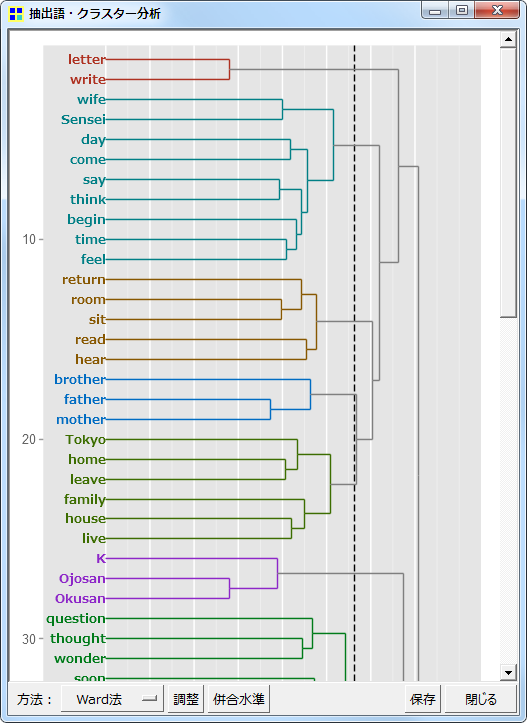 抽出語・クラスター分析
letter
write
wife
Sensei
day
come
say
think
begin
10
time
feel
return
room
sit
read
hear
brother
father
mother
20
Tokyo
home
leave
family
house
live
K
Ojosan
Okusan
question
30
thought
wonder
soon
方法： Ward法 調整 併合水準 保存 閉じる